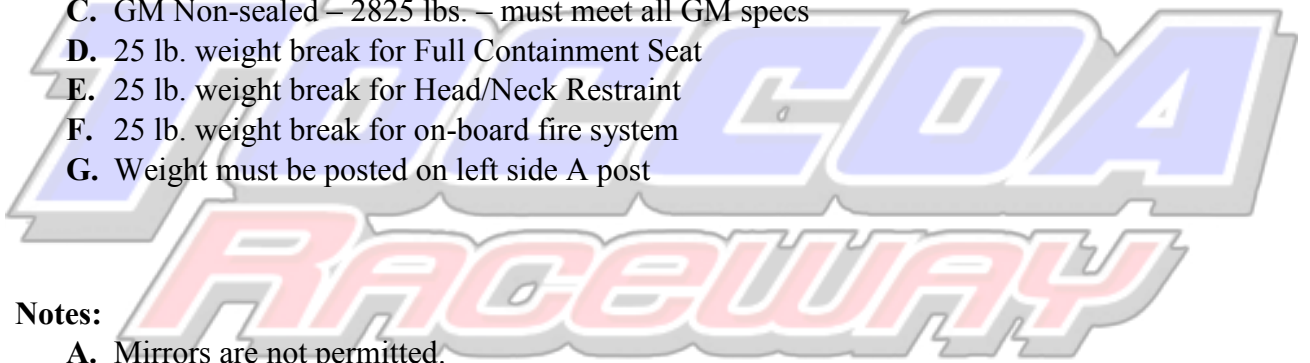 C. GM Non-sealed – 2825 lbs. – must meet all GM specs
D. 25 lb. weight break for Full Containment Seat
E. 25 lb. weight break for Head/Neck Restraint
F. 25 lb. weight break for on-board fire system
G. Weight must be posted on left side A post
TOCCOA
RACEWAY
Notes:
A. Mirrors are not permitted.